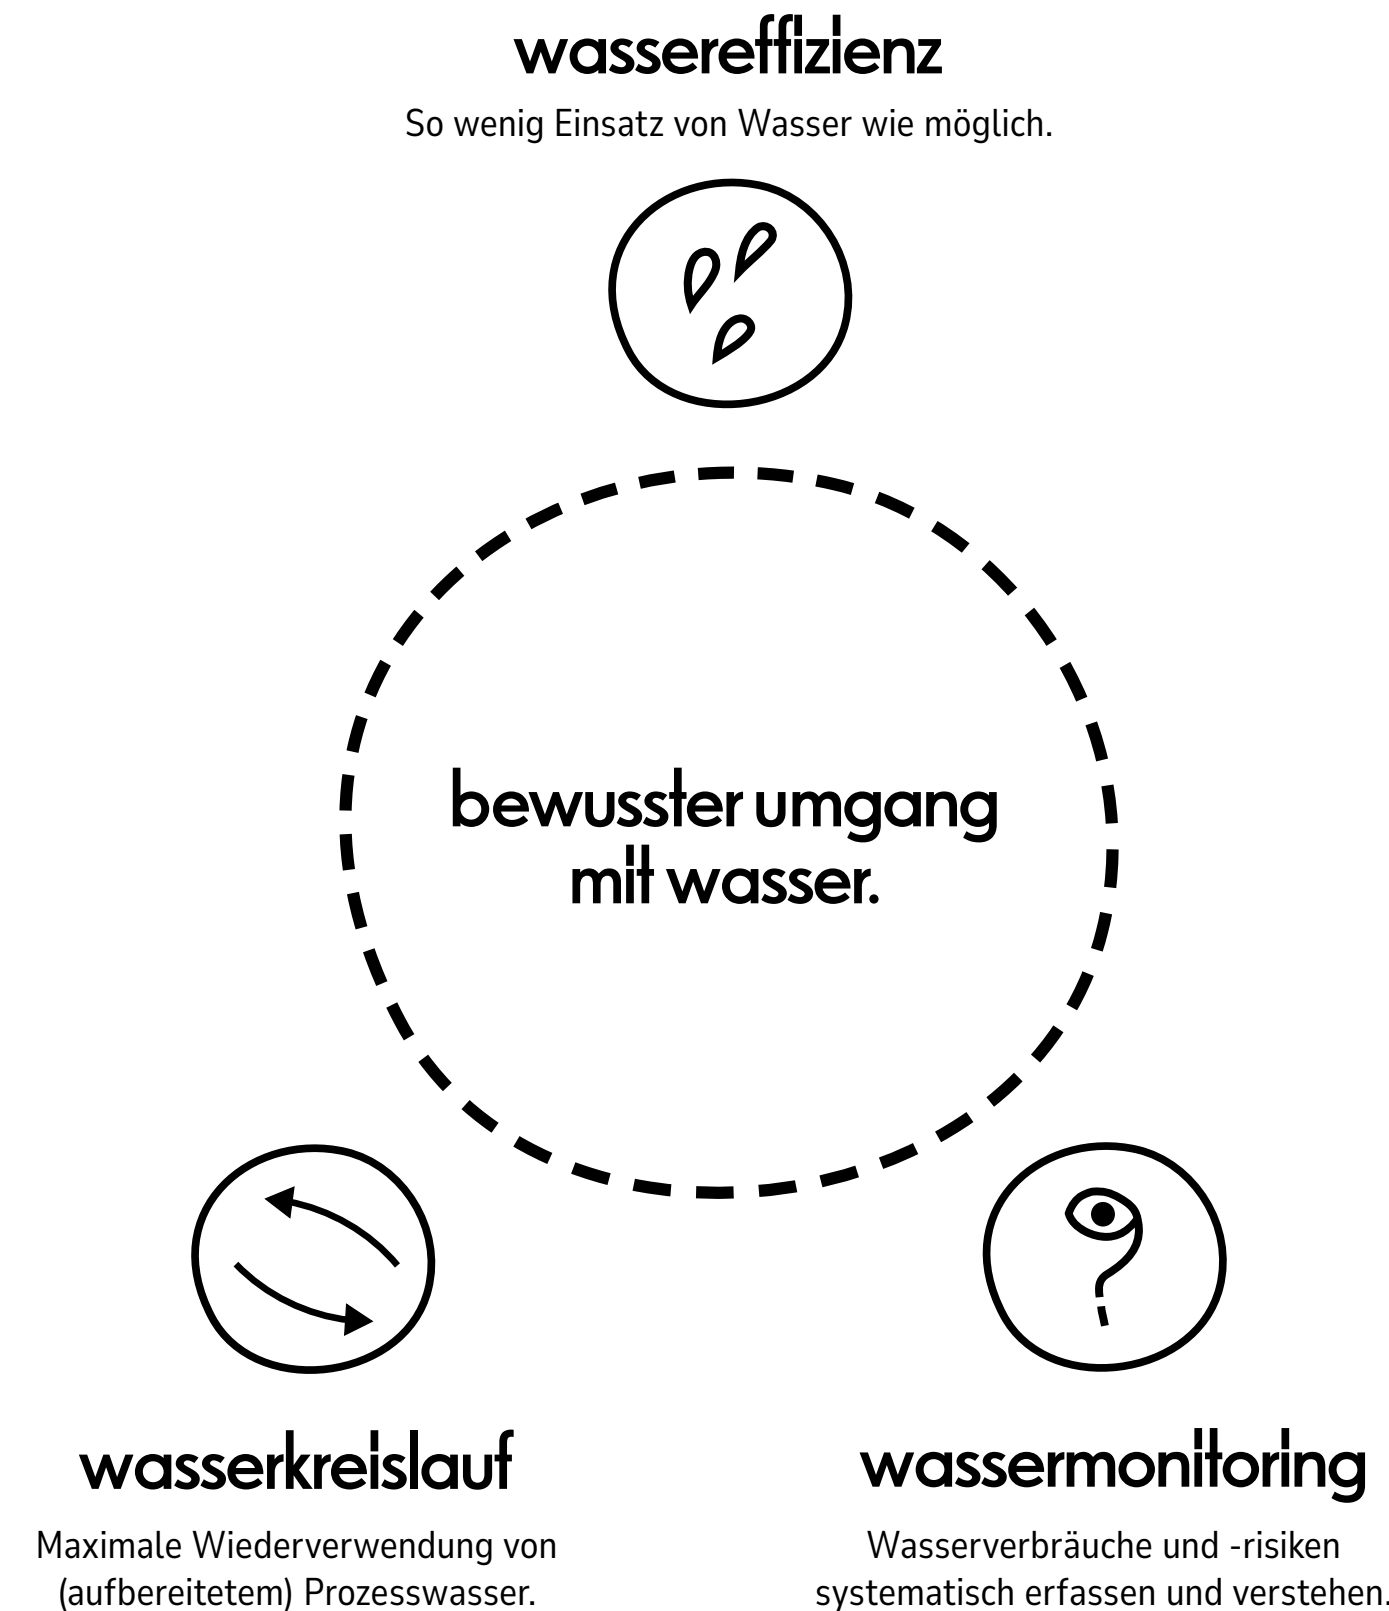 wassereffizienz
So wenig Einsatz von Wasser wie möglich.
bewusster umgang
mit wasser.
wasserkreislauf
Maximale Wiederverwendung von
(aufbereitetem) Prozesswasser.
wassermonitoring
Wasserverbräuche und -risiken
systematisch erfassen und verstehen.